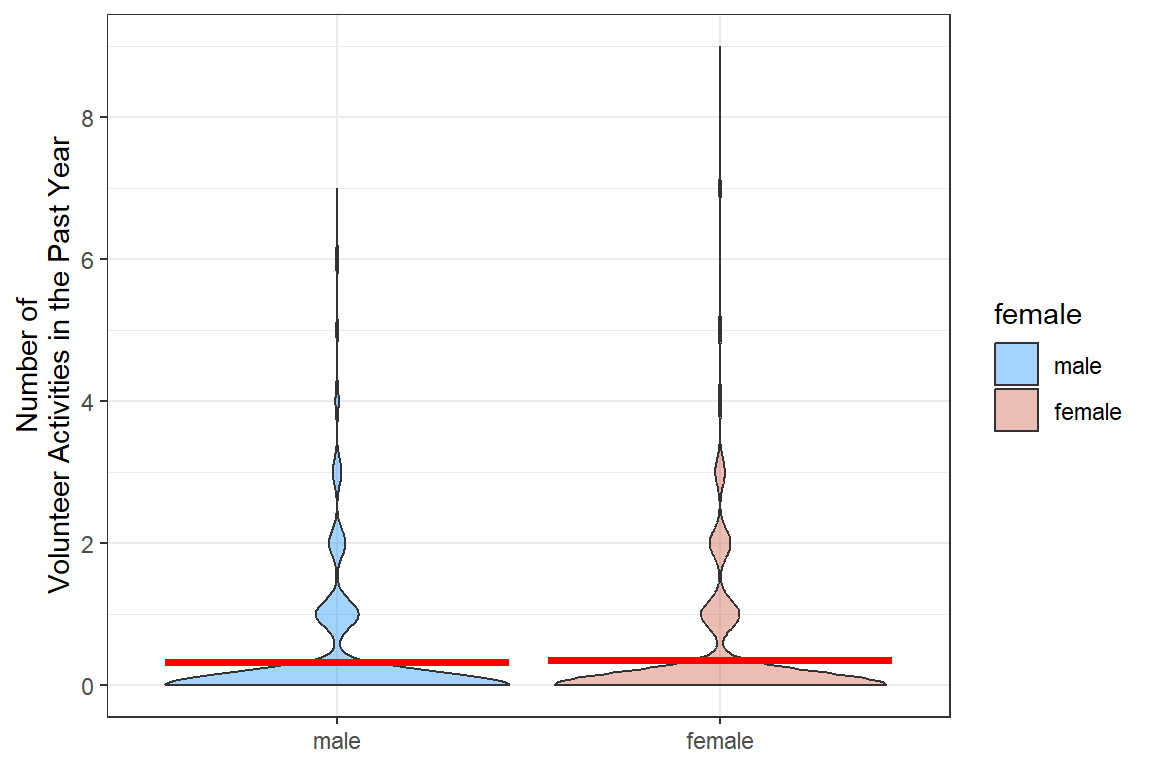 Number of
Volunteer Activities in the Past Year
8
6
4
2
0
male
female
female
male
female